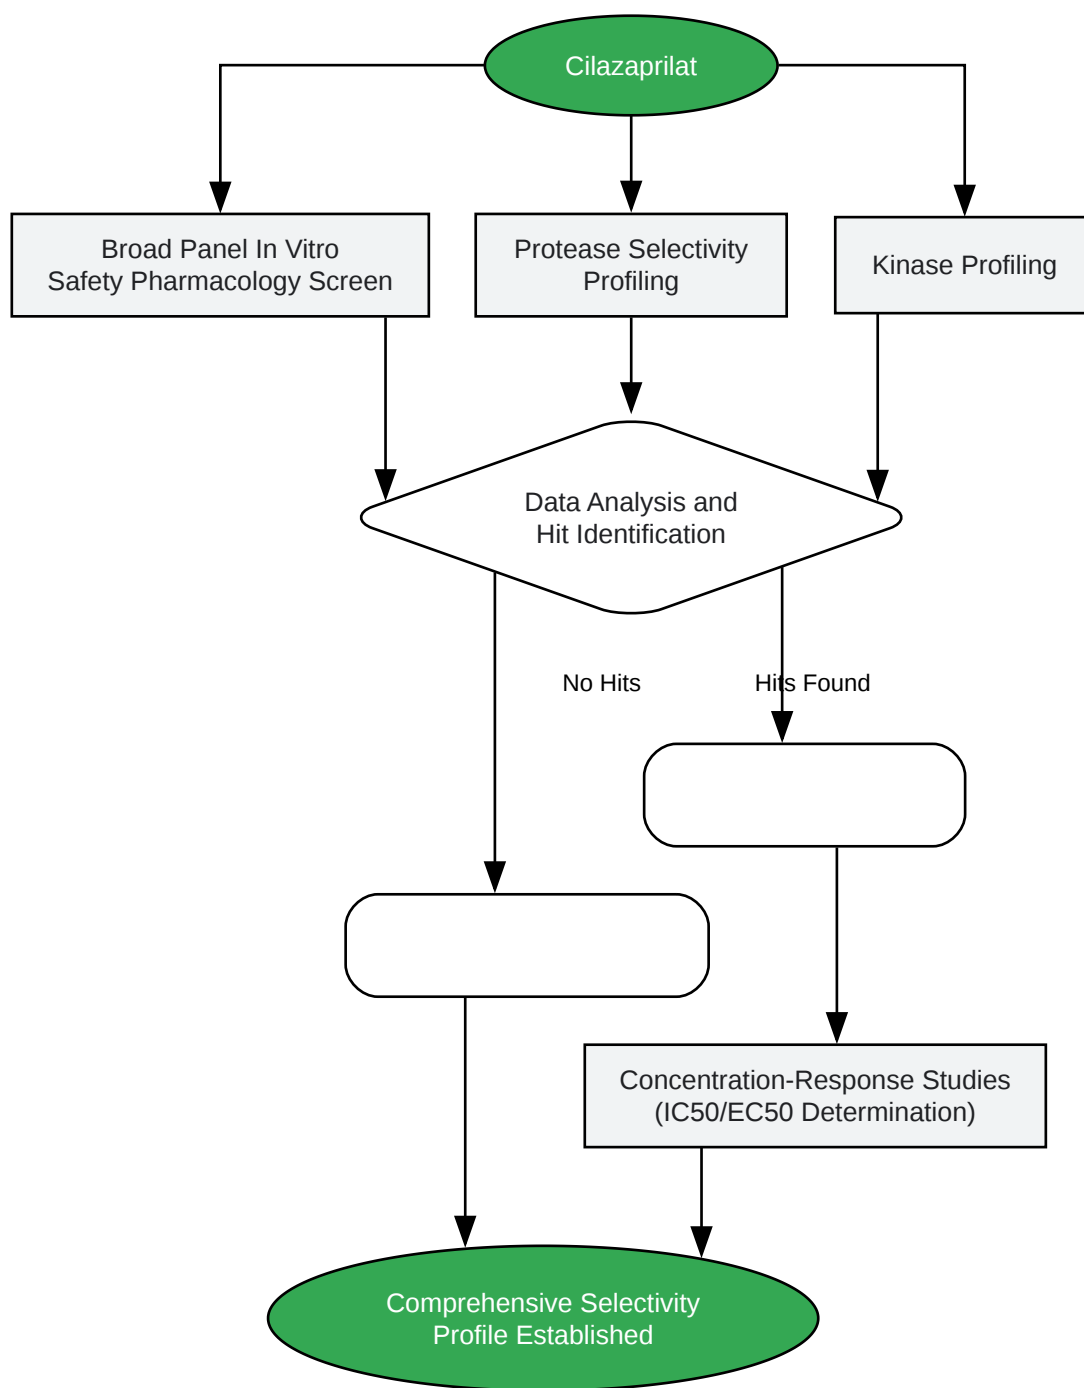 Cilazaprilat
Broad Panel In Vitro
Safety Pharmacology Screen
Protease Selectivity
Profiling
Kinase Profiling
Data Analysis and
Hit Identification
No Hits
Hits Found
Concentration-Response Studies
(IC50/EC50 Determination)
Comprehensive Selectivity
Profile Established